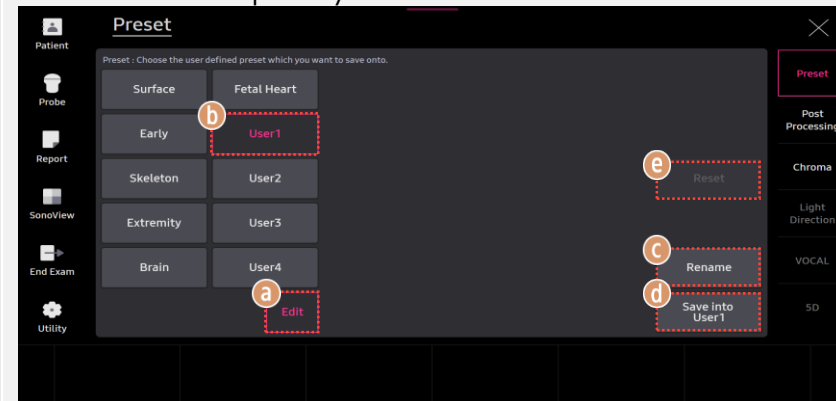 Preset
Patient
Probe
Report
SonoView
End Exam
Utility
Preset : Choose the user defined preset which you want to save onto.
Surface
Fetal Heart
b
Early
User1
Skeleton
User2
e
Reset
Extremity
User3
Brain
User4
c
Rename
a
Edit
d
Save into
User1
Preset
Post
Processing
Chroma
Light
Direction
VOCAL
5D